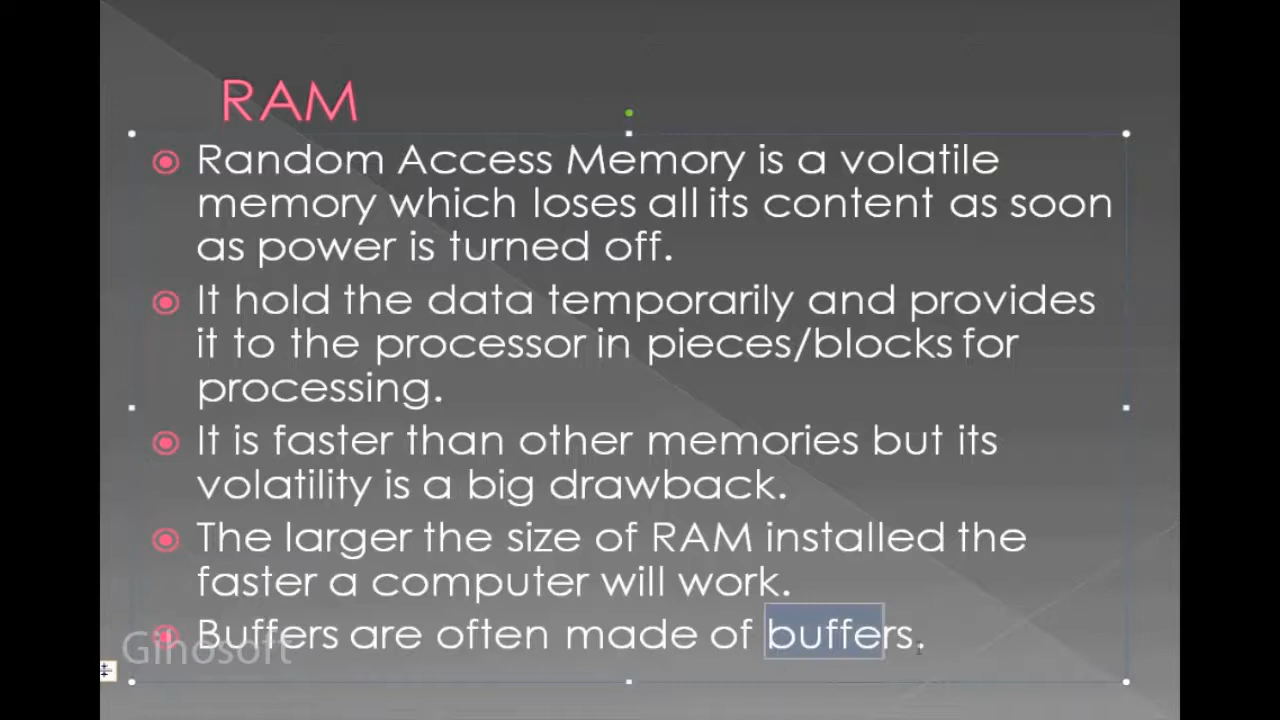 RAM
Random Access Memory is a volatile
memory which loses all its content as soon
as power is turned off.
It hold the data temporarily and provides
it to the processor in pieces/blocks for
processing.
It is faster than other memories but its
volatility is a big drawback.
The larger the size of RAM installed the
faster a computer will work.
Buffers are often made of buffers.
Gihosoft